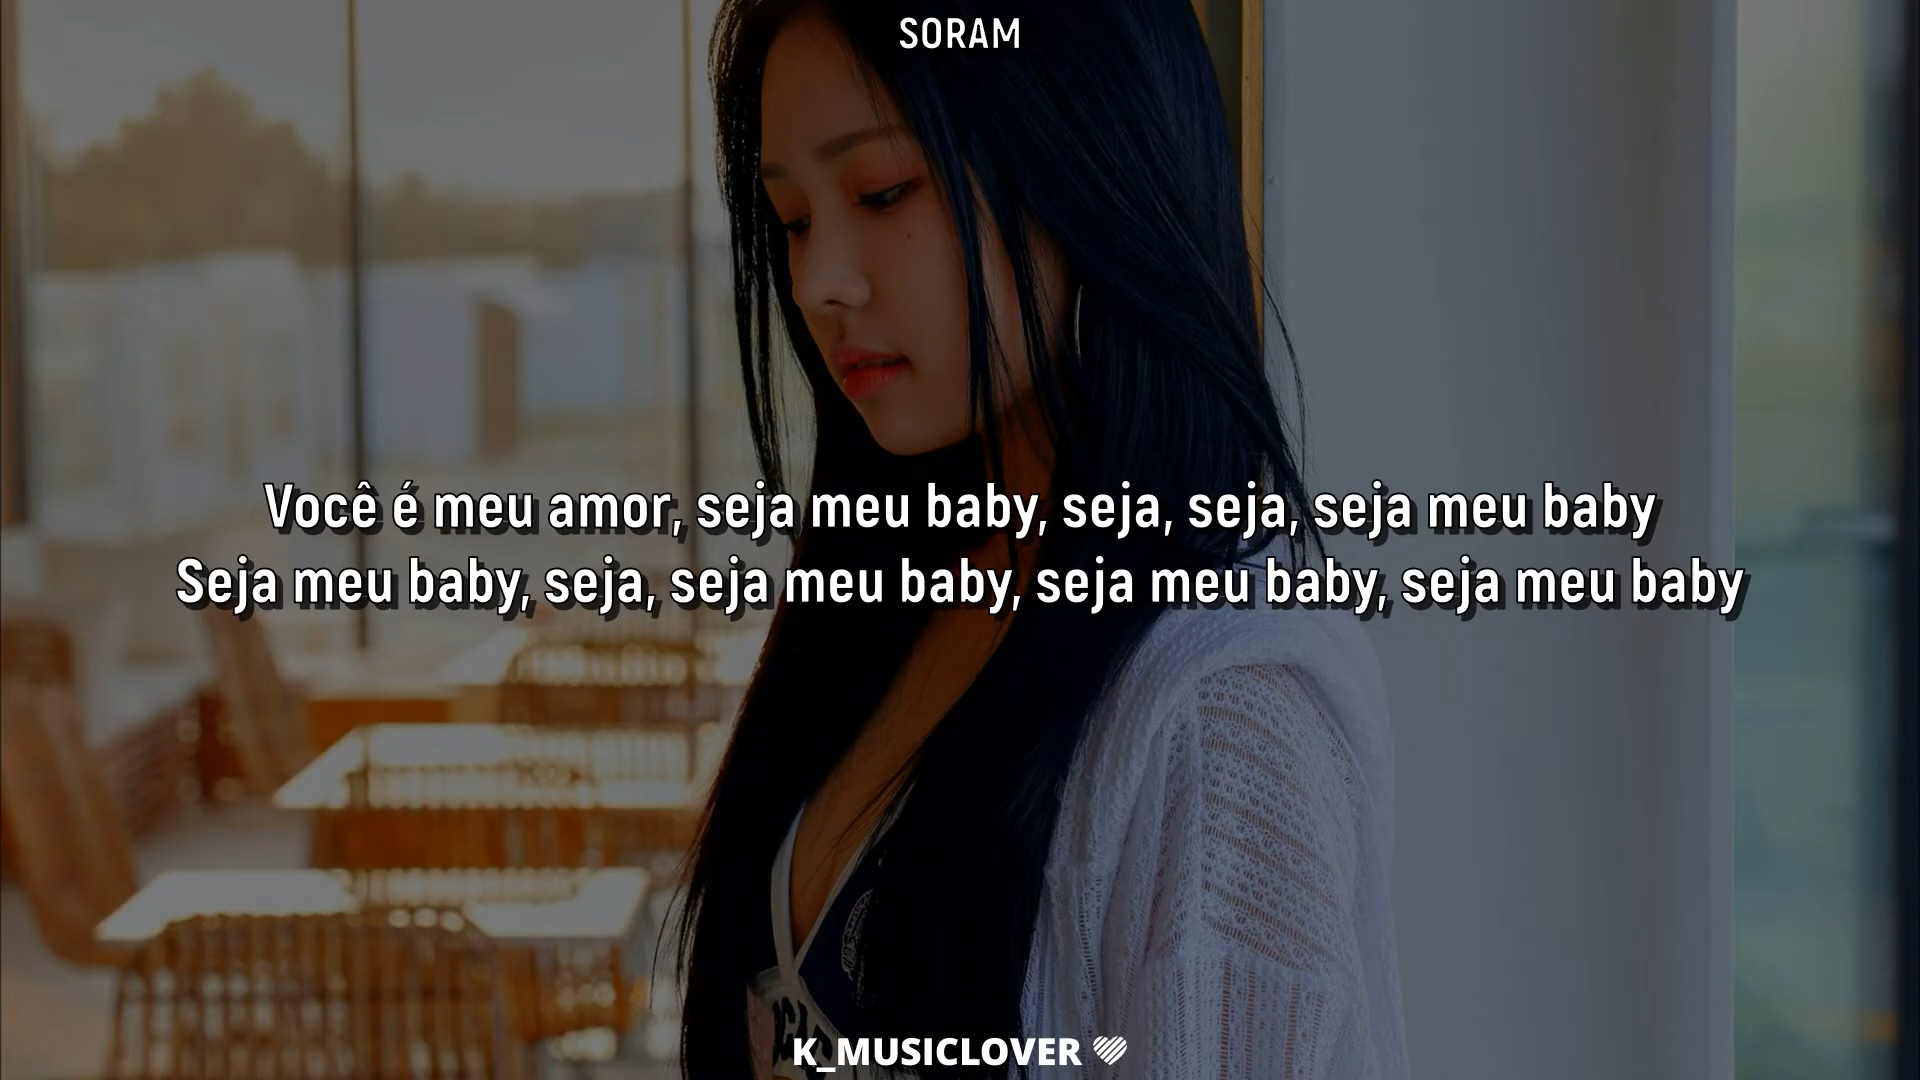 SORAM
Você é meu amor, seja meu baby, seja, seja, seja meu baby
Seja meu baby, seja, seja meu baby, seja meu baby, seja meu baby
K_MUSICLOVER